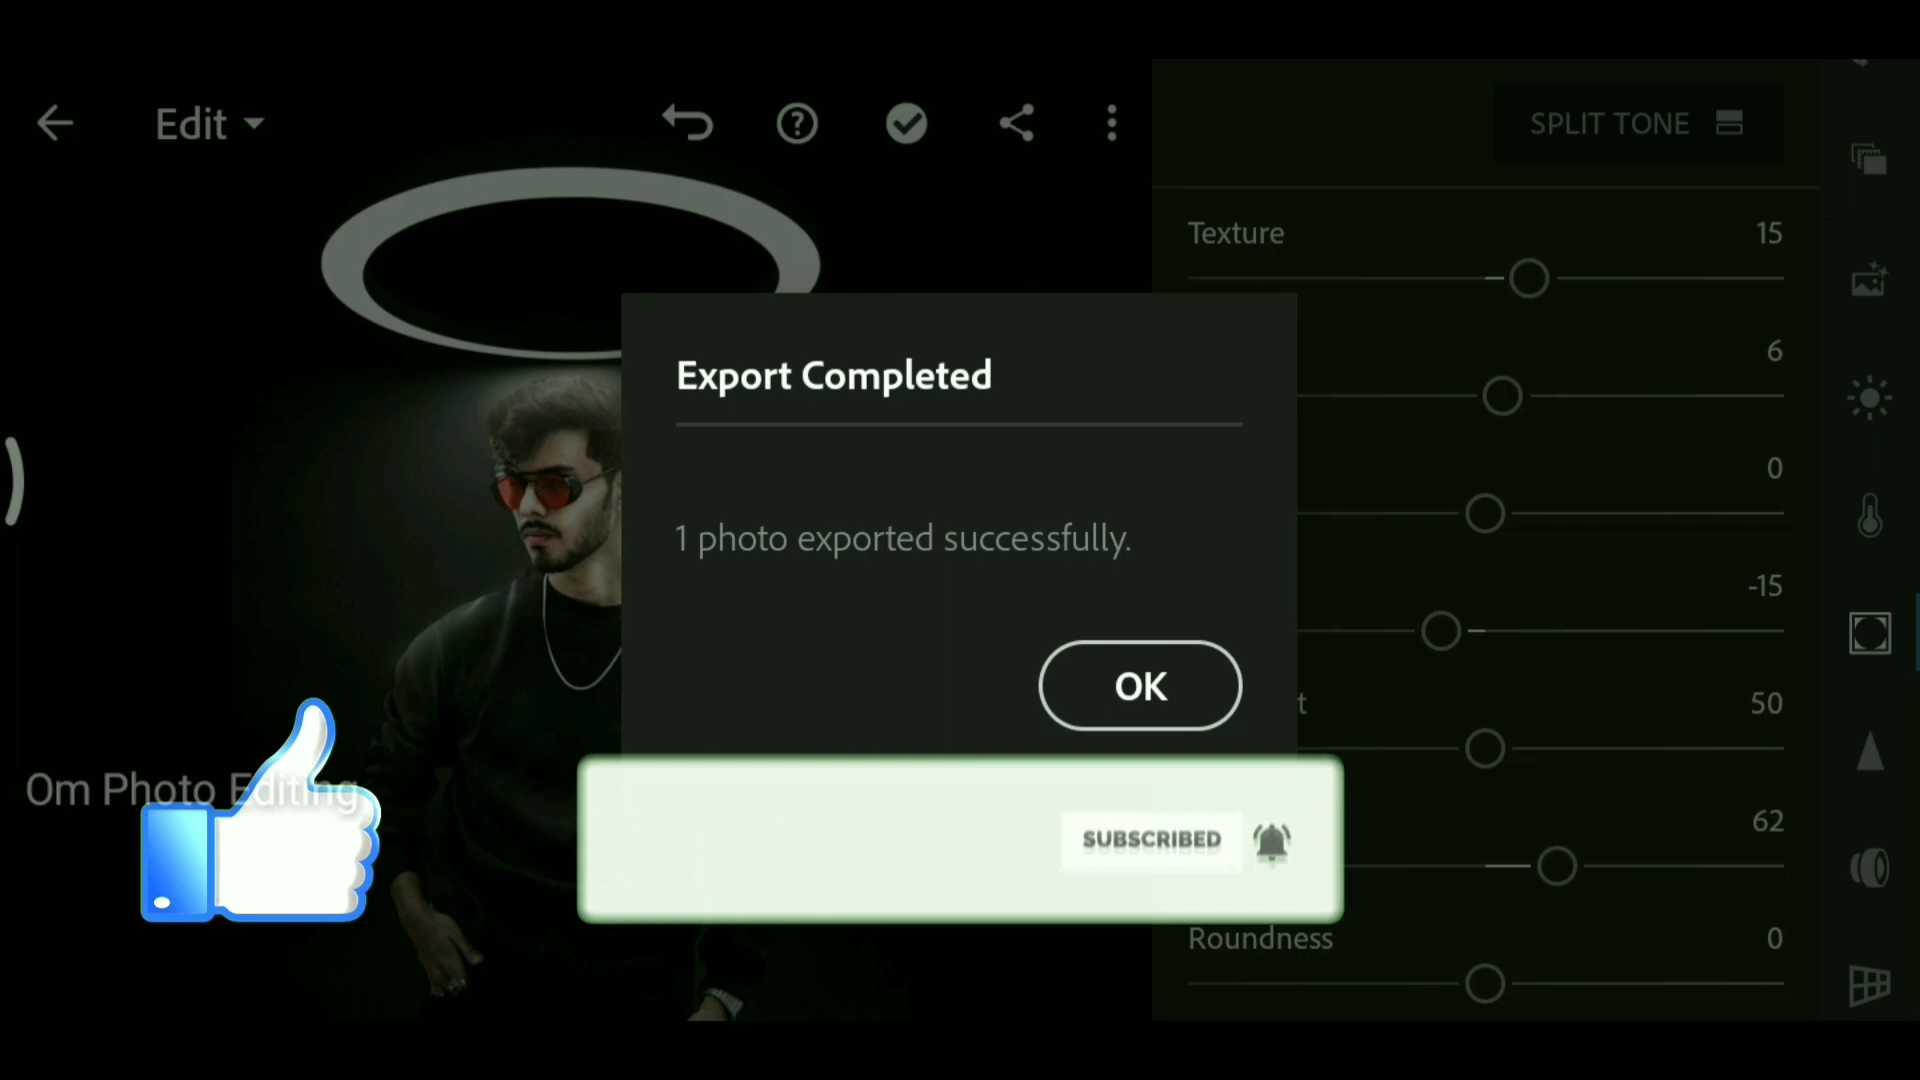 Edit
SPLIT TONE
Texture 15
6
0
-15
t 50
62
Roundness 0
Export Completed
1 photo exported successfully.
OK
Om Photo Editing
SUBSCRIBED